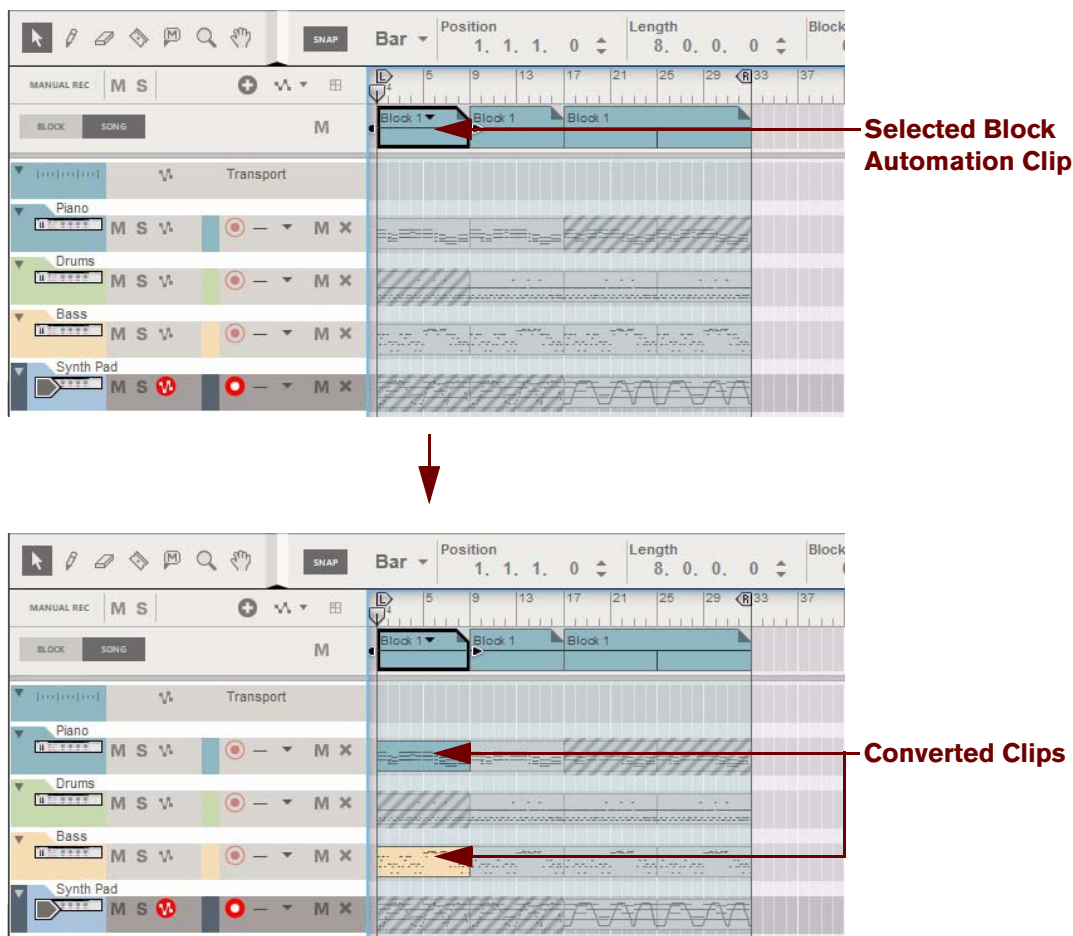 Position Length Block
SNAP Bar 1. 1. 1. 0 8. 0. 0. 0
MANUAL REC M S L 5 9 13 17 21 25 29 R 33 37
4
BLOCK SONG M Block 1 Block 1 Block 1
Selected Block
Automation Clip
Transport
Piano
M S M
Drums
M S M
Bass
M S M
Synth Pad
M S M
Position Length Block
SNAP Bar 1. 1. 1. 0 8. 0. 0. 0
MANUAL REC M S L 5 9 13 17 21 25 29 R 33 37
4
BLOCK SONG M Block 1 Block 1 Block 1
Transport
Piano
M S M
Converted Clips
Drums
M S M
Bass
M S M
Synth Pad
M S M